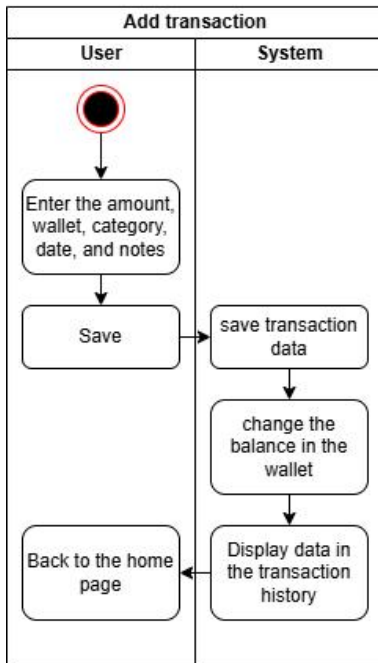 Add transaction
User
System
Enter the amount,
wallet, category,
date, and notes
Save
save transaction
data
change the
balance in the
wallet
Display data in
the transaction
history
Back to the home
page